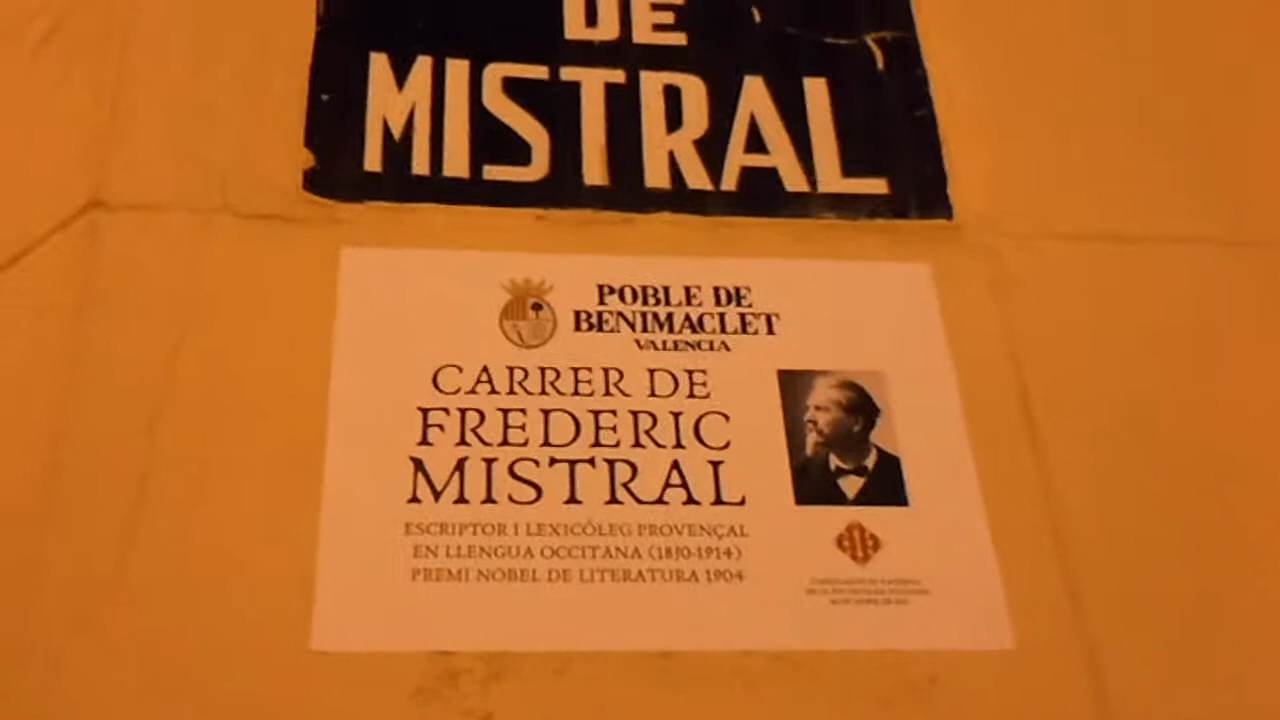 DE
MISTRAL
POBLE DE
BENIMACLET
VALENCIA
CARRER DE
FREDERIC
MISTRAL
ESCRIPTOR I LEXICÒLEG PROVENÇAL
EN LLENGUA OCCITANA (1830-1914)
PREMI NOBEL DE LITERATURA 1904